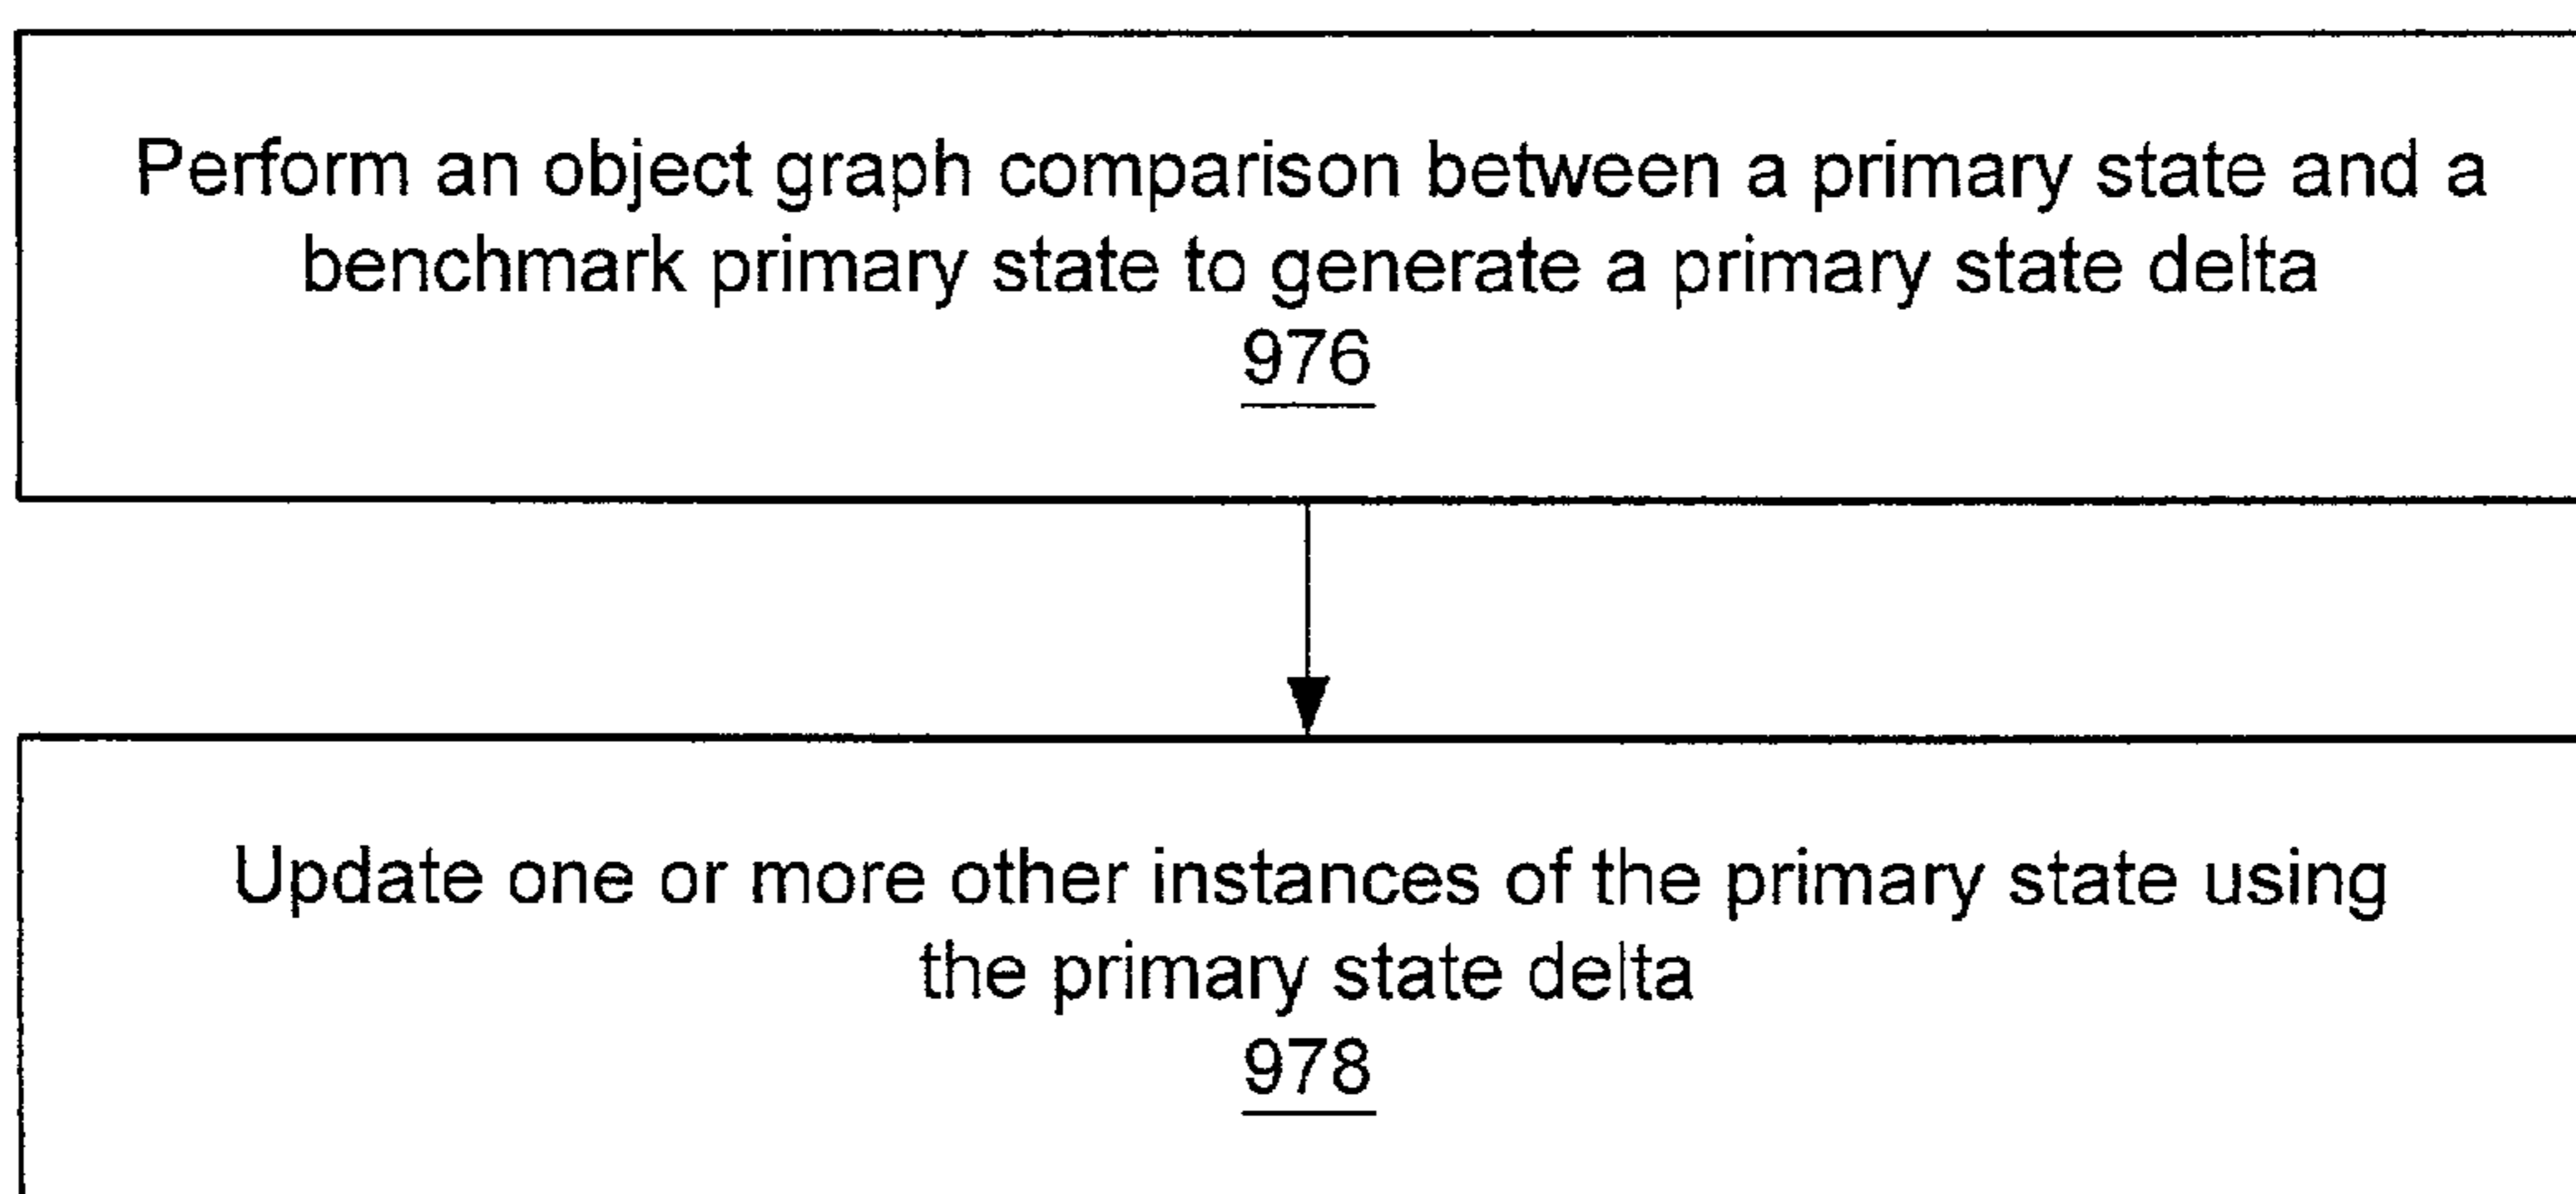 Perform an object graph comparison between a primary state and a
benchmark primary state to generate a primary state delta
976
Update one or more other instances of the primary state using
the primary state delta
978